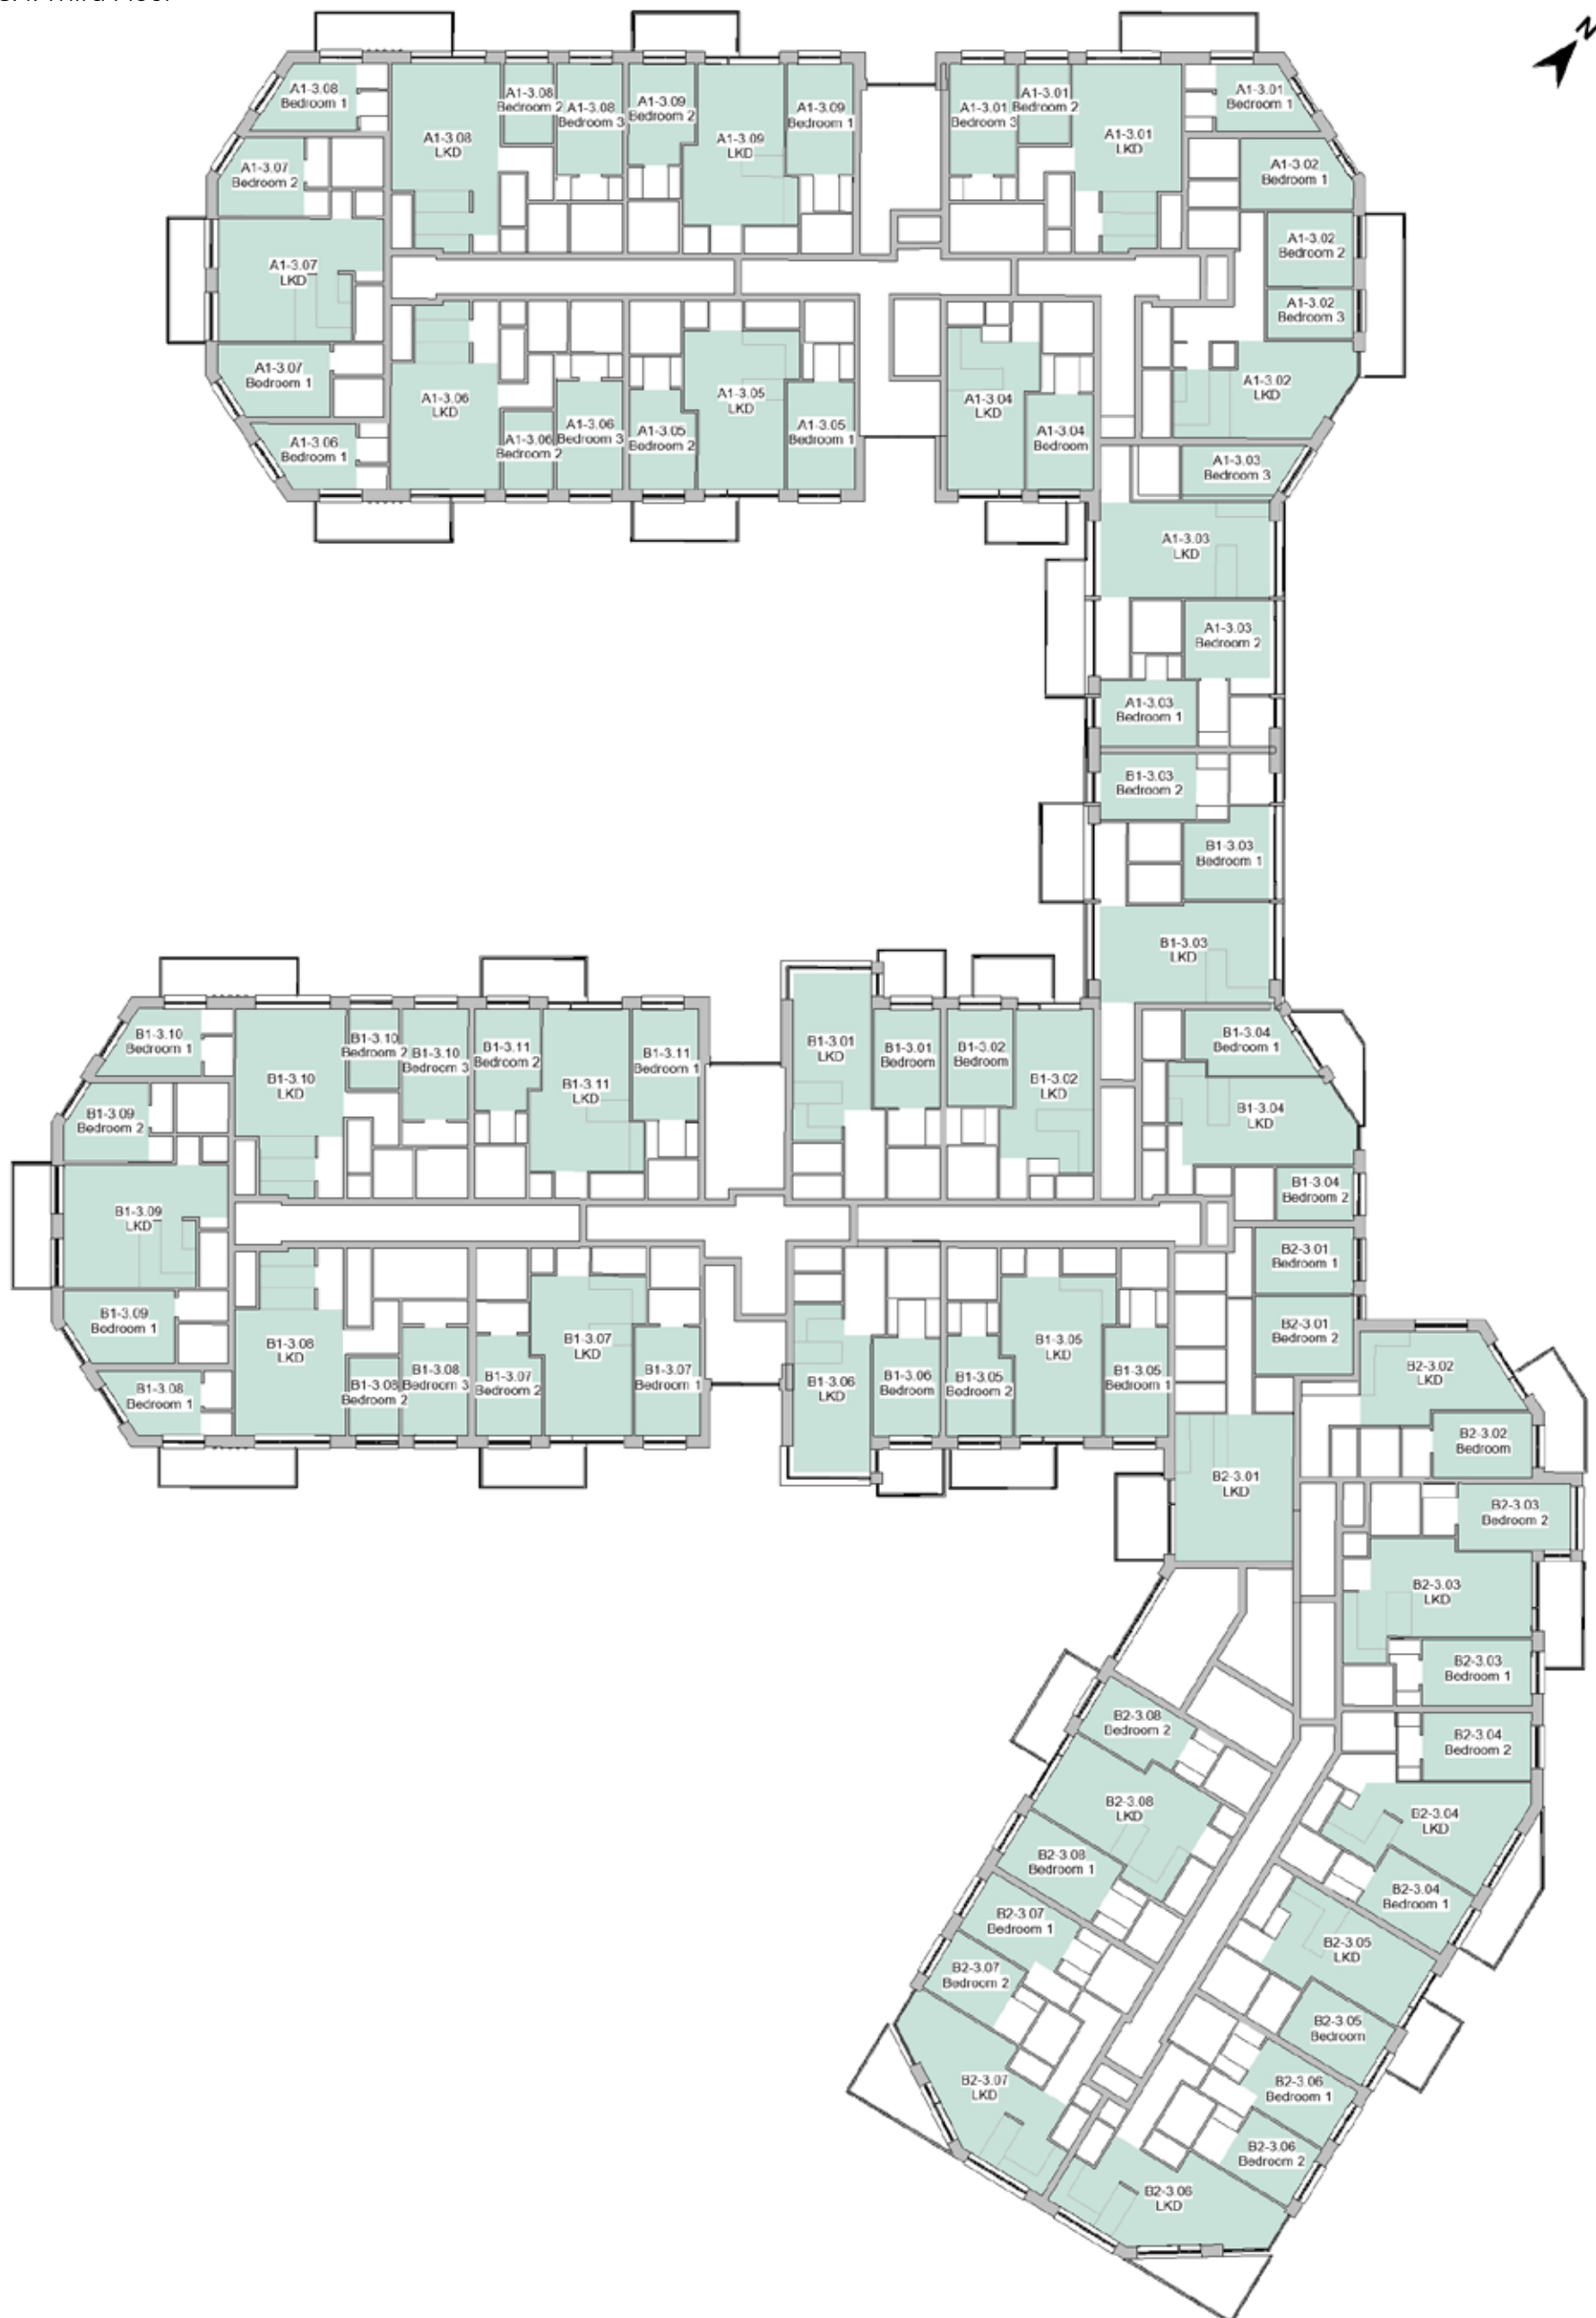 N
A1-3.08
Bedroom 1
A1-3.08
LKD
A1-3.08
Bedroom 2
A1-3.08
Bedroom 3
A1-3.09
Bedroom 2
A1-3.09
LKD
A1-3.09
Bedroom 1
A1-3.01
Bedroom 3
A1-3.01
Bedroom 2
A1-3.01
LKD
A1-3.01
Bedroom 1
A1-3.07
Bedroom 2
A1-3.02
Bedroom 1
A1-3.07
LKD
A1-3.02
Bedroom 2
A1-3.02
Bedroom 3
A1-3.07
Bedroom 1
A1-3.06
LKD
A1-3.05
LKD
A1-3.04
LKD
A1-3.02
LKD
A1-3.06
Bedroom 1
A1-3.06
Bedroom 2
A1-3.06
Bedroom 3
A1-3.05
Bedroom 2
A1-3.05
Bedroom 1
A1-3.04
Bedroom
A1-3.03
Bedroom 3
A1-3.03
LKD
A1-3.03
Bedroom 2
A1-3.03
Bedroom 1
B1-3.03
Bedroom 2
B1-3.03
Bedroom 1
B1-3.03
LKD
B1-3.10
Bedroom 1
B1-3.10
LKD
B1-3.10
Bedroom 2
B1-3.10
Bedroom 3
B1-3.11
Bedroom 2
B1-3.11
LKD
B1-3.11
Bedroom 1
B1-3.01
LKD
B1-3.01
Bedroom
B1-3.02
Bedroom
B1-3.02
LKD
B1-3.04
Bedroom 1
B1-3.09
Bedroom 2
B1-3.04
LKD
B1-3.04
Bedroom 2
B1-3.09
LKD
B2-3.01
Bedroom 1
B1-3.09
Bedroom 1
B1-3.08
LKD
B1-3.07
LKD
B1-3.05
LKD
B2-3.01
Bedroom 2
B1-3.08
Bedroom 1
B1-3.08
Bedroom 2
B1-3.08
Bedroom 3
B1-3.07
Bedroom 2
B1-3.07
Bedroom 1
B1-3.06
LKD
B1-3.06
Bedroom
B1-3.05
Bedroom 2
B1-3.05
Bedroom 1
B2-3.02
LKD
B2-3.02
Bedroom
B2-3.01
LKD
B2-3.03
Bedroom 2
B2-3.03
LKD
B2-3.03
Bedroom 1
B2-3.08
Bedroom 2
B2-3.04
Bedroom 2
B2-3.08
LKD
B2-3.04
LKD
B2-3.08
Bedroom 1
B2-3.04
Bedroom 1
B2-3.07
Bedroom 1
B2-3.05
LKD
B2-3.07
Bedroom 2
B2-3.05
Bedroom
B2-3.07
LKD
B2-3.06
Bedroom 1
B2-3.06
Bedroom 2
B2-3.06
LKD